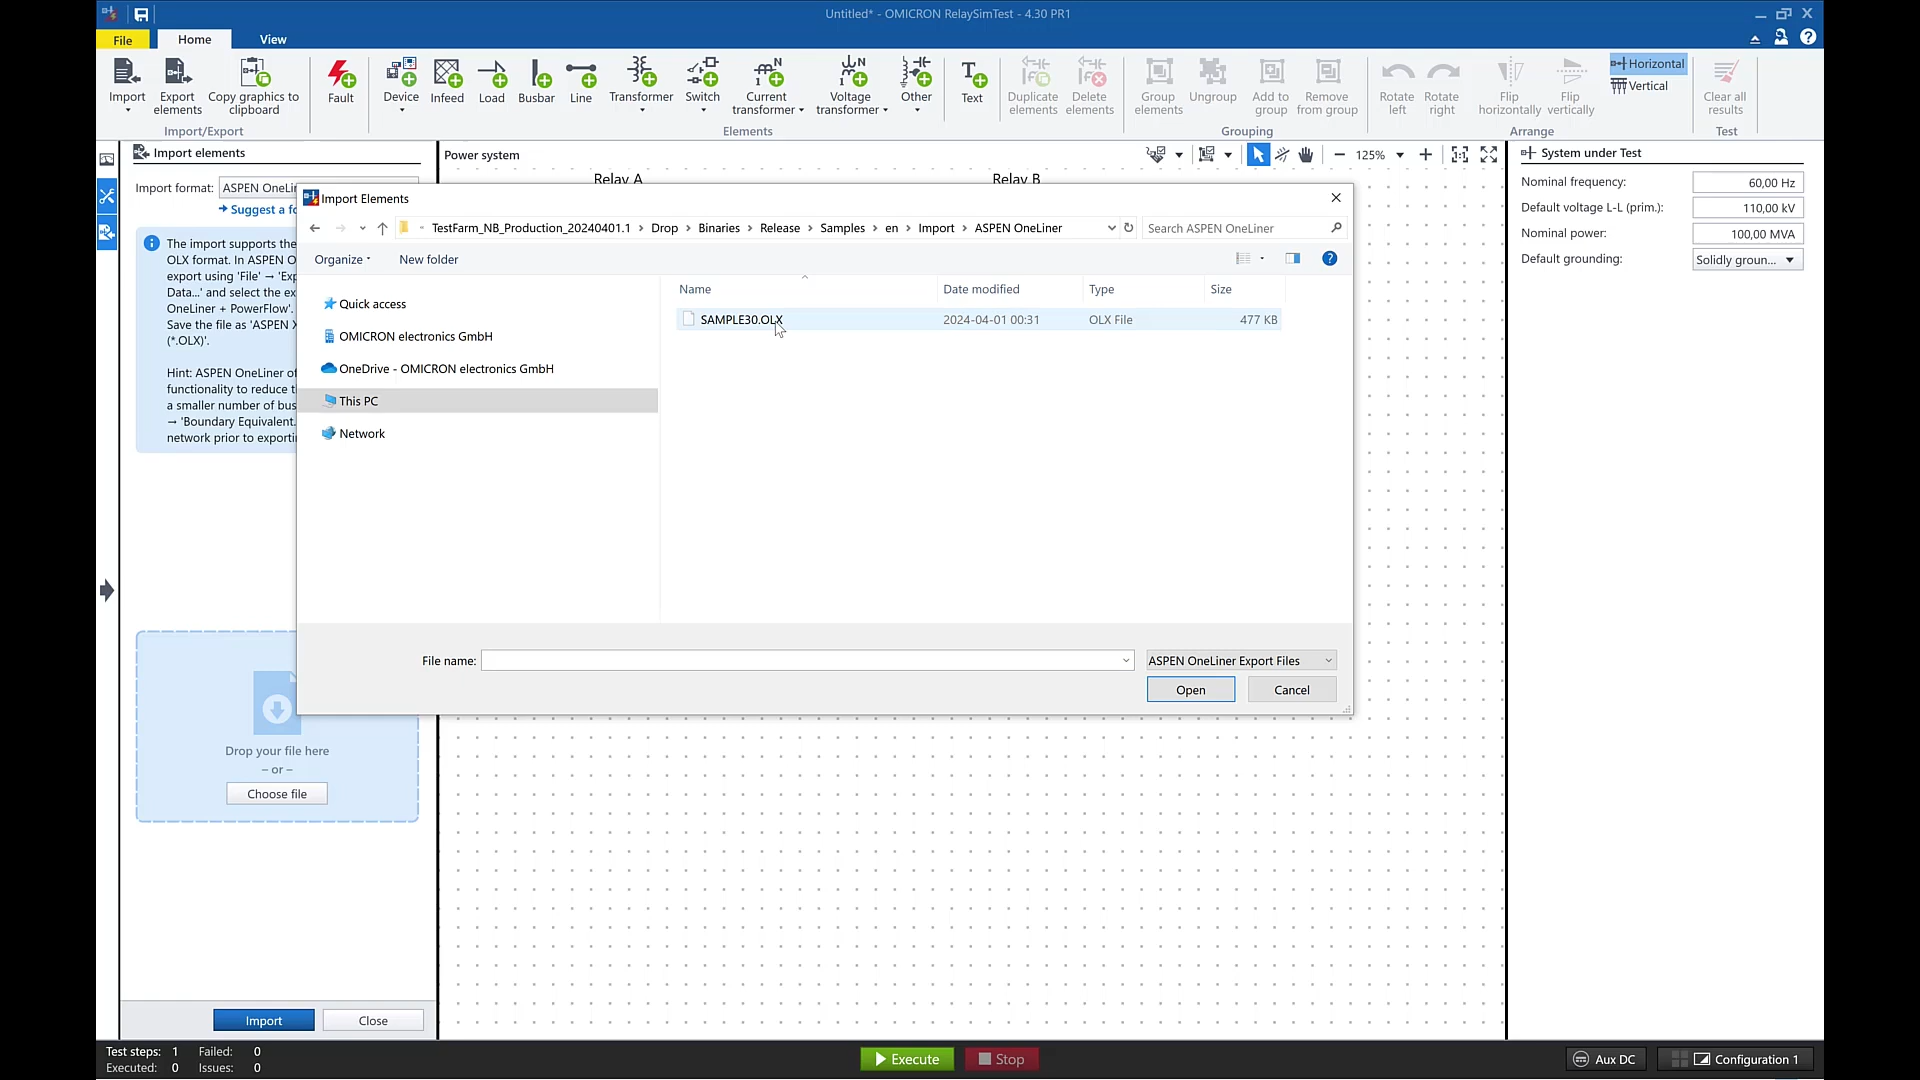 Untitled* - OMICRON RelaySimTest - 4.30 PR1
File
Home
View
Import
Export
elements
Copy graphics to
clipboard
Fault
Device
Infeed
Load
Busbar
Line
Transformer
Switch
Current
transformer
Voltage
transformer
Other
Text
Duplicate
elements
Delete
elements
Group
elements
Ungroup
Add to
group
Remove
from group
Rotate
left
Rotate
right
Flip
horizontally
Flip
vertically
Horizontal
Vertical
Clear all
results
Import/Export
Elements
Grouping
Arrange
Test
Import elements
Import format:
ASPEN OneLin
Suggest a fo
The import supports the
OLX format. In ASPEN O
export using 'File' → 'Exp
Data...' and select the ex
OneLiner + PowerFlow'.
Save the file as 'ASPEN X
(*.OLX)'.
Hint: ASPEN OneLiner of
functionality to reduce t
a smaller number of bus
→ 'Boundary Equivalent.
network prior to exporti
Drop your file here
– or –
Choose file
Import
Close
Power system
125%
Relay A
Relay B
Import Elements
TestFarm_NB_Production_20240401.1 › Drop › Binaries › Release › Samples › en › Import › ASPEN OneLiner
Search ASPEN OneLiner
Organize
New folder
Quick access
OMICRON electronics GmbH
OneDrive - OMICRON electronics GmbH
This PC
Network
Name
Date modified
Type
Size
SAMPLE30.OLX
2024-04-01 00:31
OLX File
477 KB
File name:
ASPEN OneLiner Export Files
Open
Cancel
System under Test
Nominal frequency:
60,00 Hz
Default voltage L-L (prim.):
110,00 kV
Nominal power:
100,00 MVA
Default grounding:
Solidly groun...
Test steps: 1
Failed: 0
Executed: 0
Issues: 0
Execute
Stop
Aux DC
Configuration 1